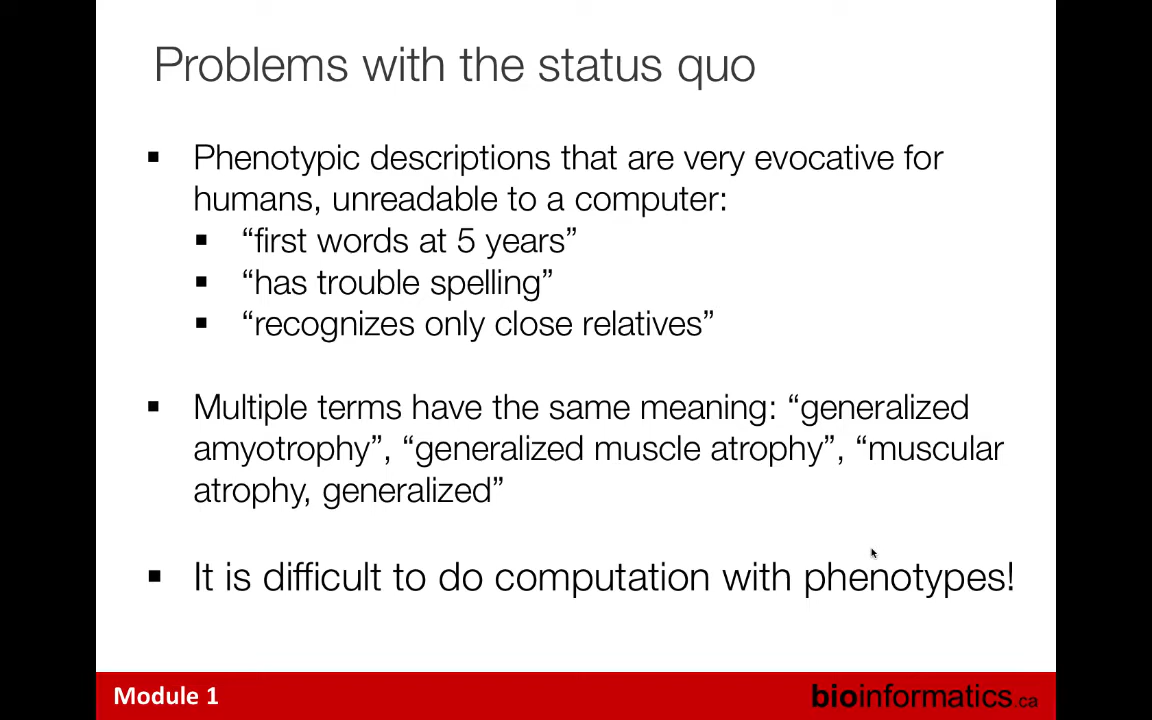 Problems with the status quo
▪ Phenotypic descriptions that are very evocative for
humans, unreadable to a computer:
▪ “first words at 5 years”
▪ “has trouble spelling”
▪ “recognizes only close relatives”
▪ Multiple terms have the same meaning: “generalized
amyotrophy”, “generalized muscle atrophy”, “muscular
atrophy, generalized”
▪ It is difficult to do computation with phenotypes!
Module 1
bioinformatics.ca